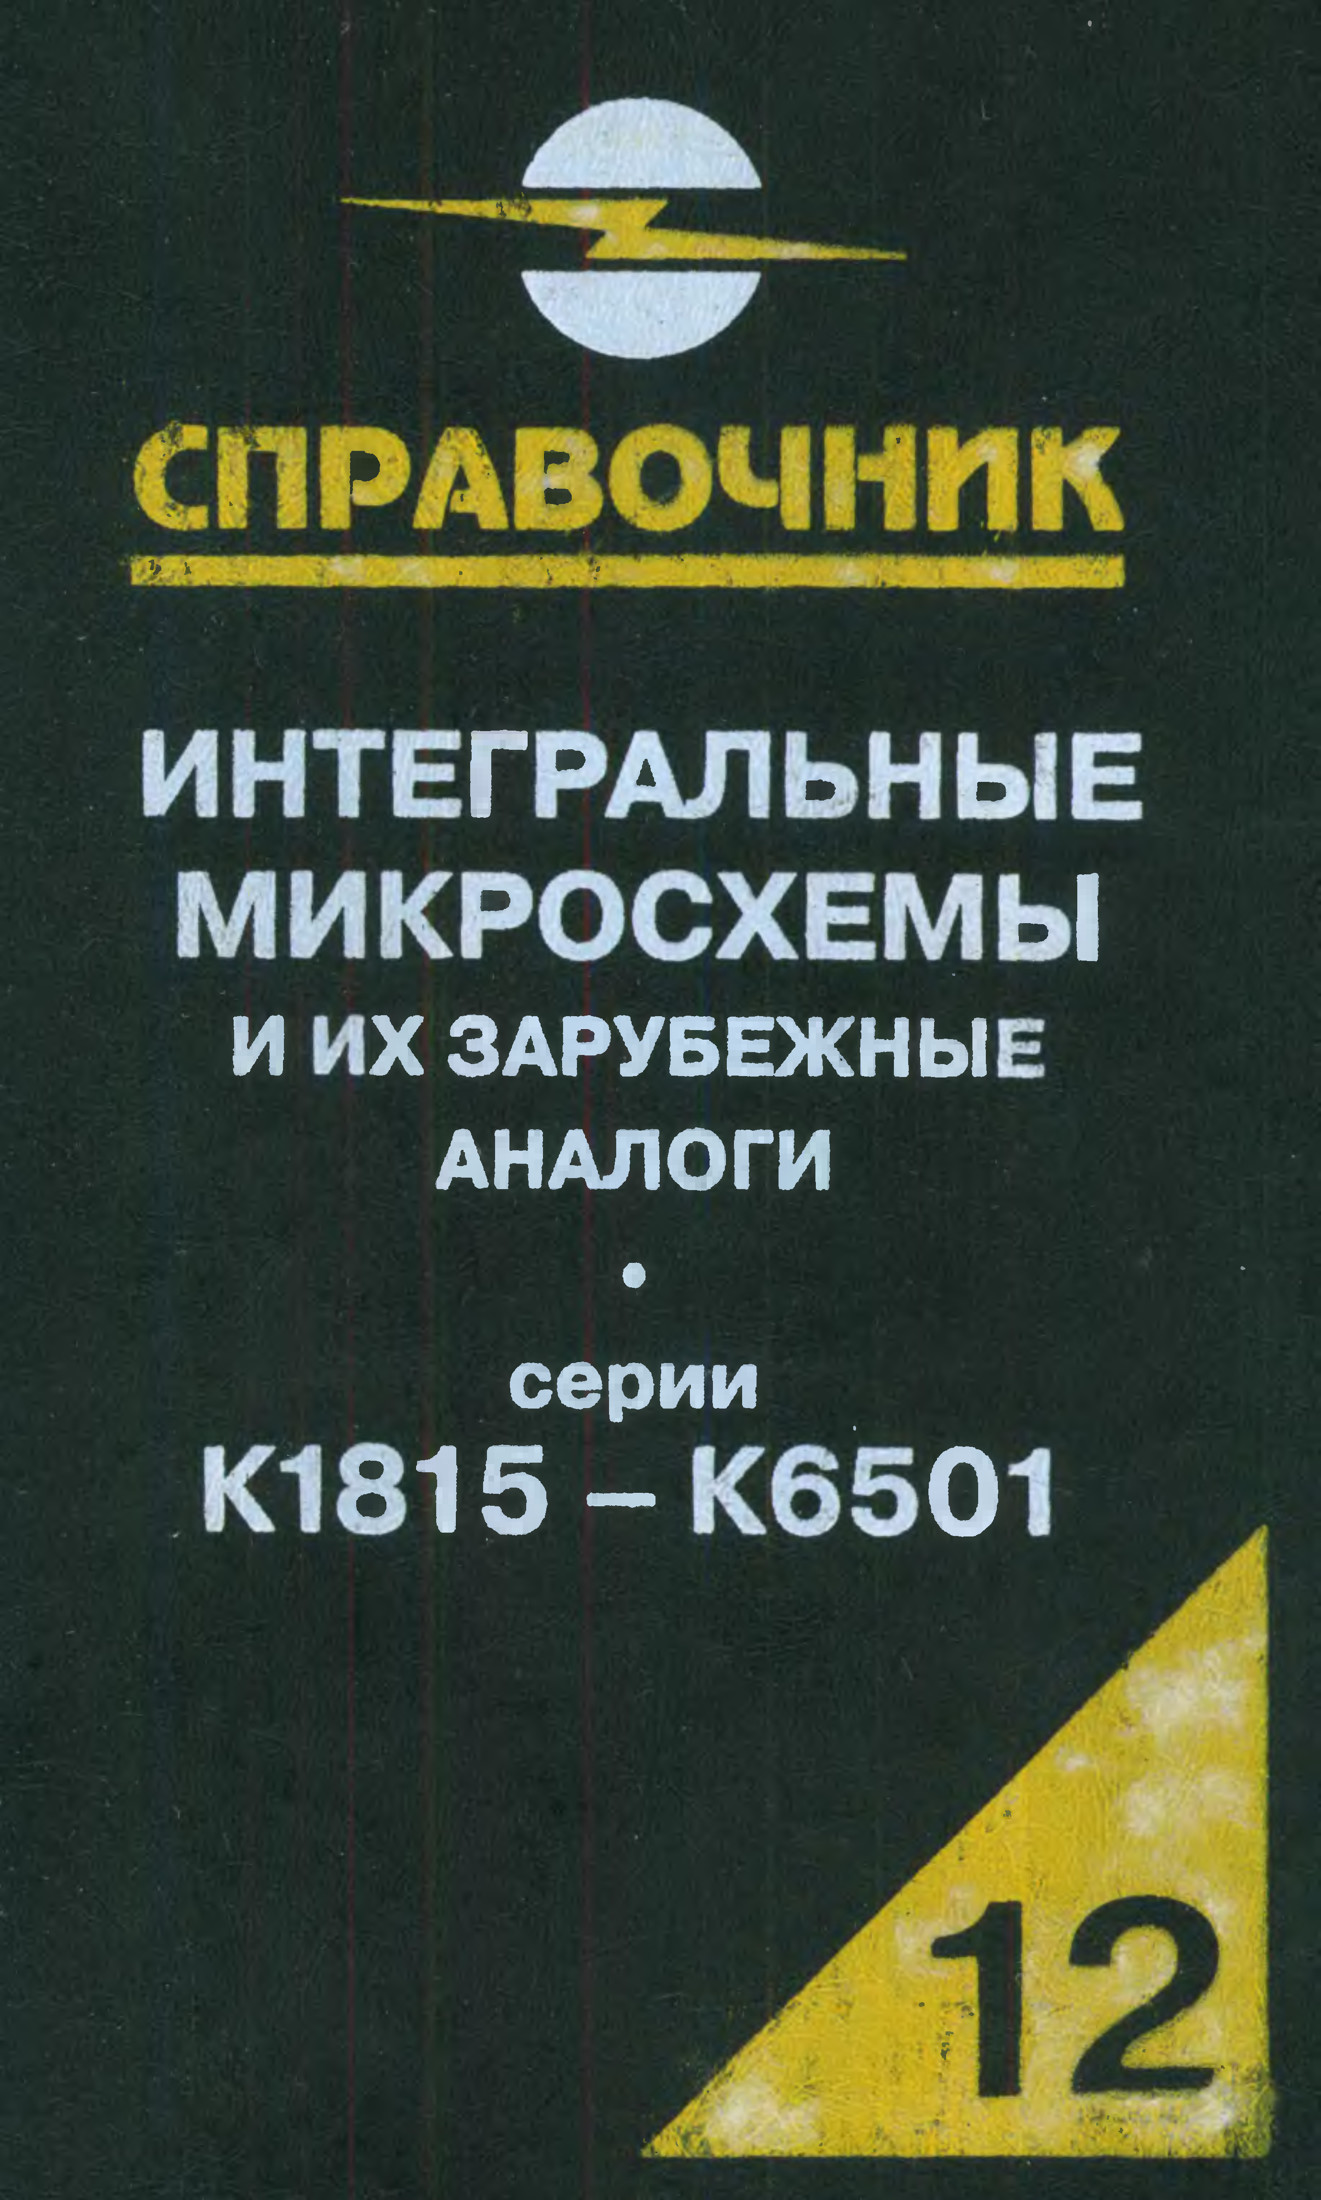 СПРАВОЧНИК
ИНТЕГРАЛЬНЫЕ
МИКРОСХЕМЫ
И ИХ ЗАРУБЕЖНЫЕ
АНАЛОГИ
•
серии
К1815 – К6501
12